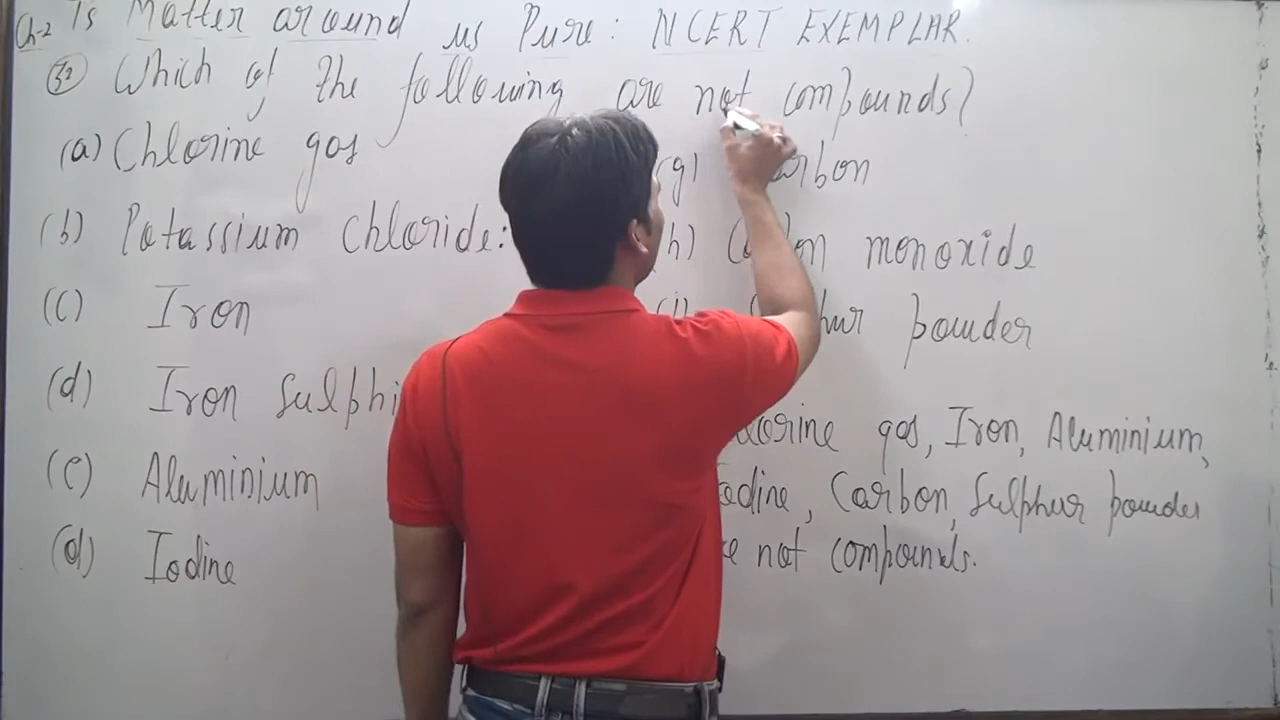 Ch-2 Is Matter around us Pure: NCERT EXEMPLAR.
32 Which of the following are not compounds?
(a) Chlorine gas
(b) Potassium Chloride:
(c) Iron
(d) Iron Sulphi
(e) Aluminium
(d) Iodine
(g) arbon
(h) Ca on monoxide
(i) hur powder
lorine gas, Iron, Aluminium,
odine, Carbon, Sulphur powder
e not compounds.